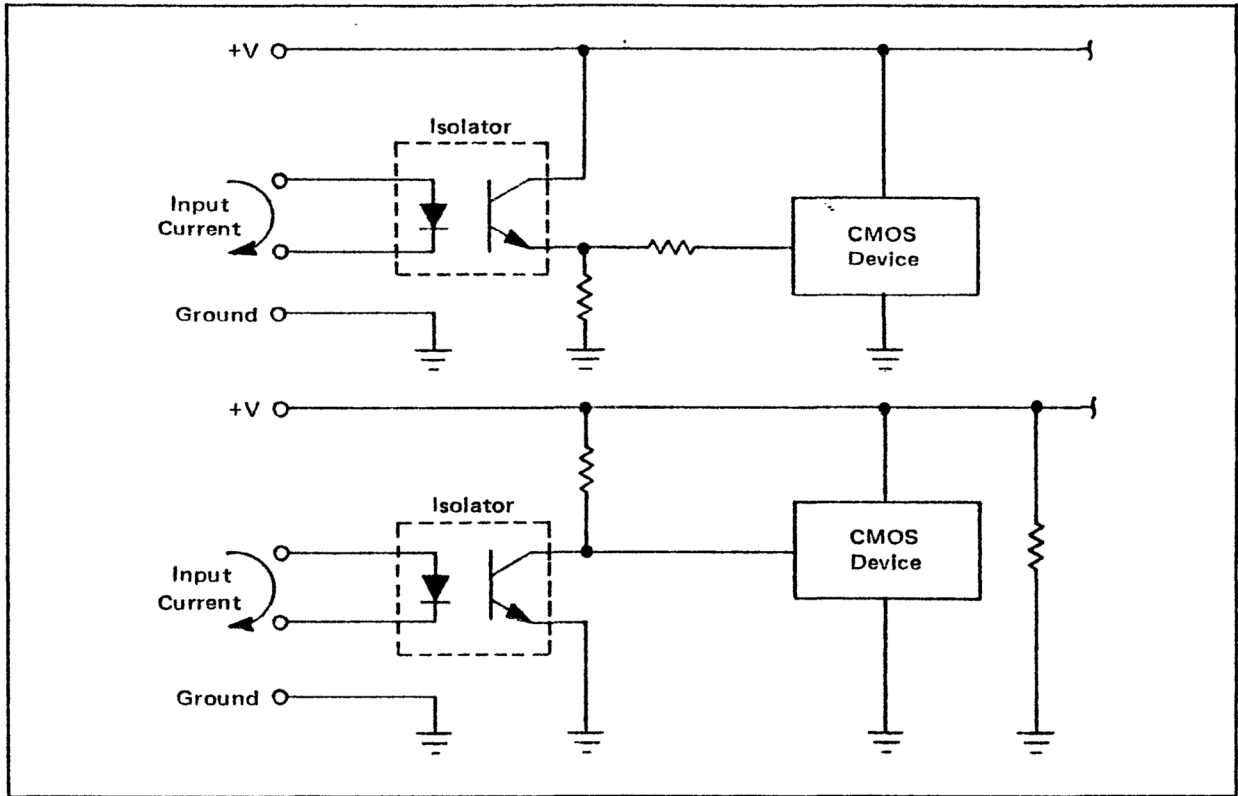 +V
Isolator
Input
Current
CMOS
Device
Ground
+V
Isolator
Input
Current
CMOS
Device
Ground